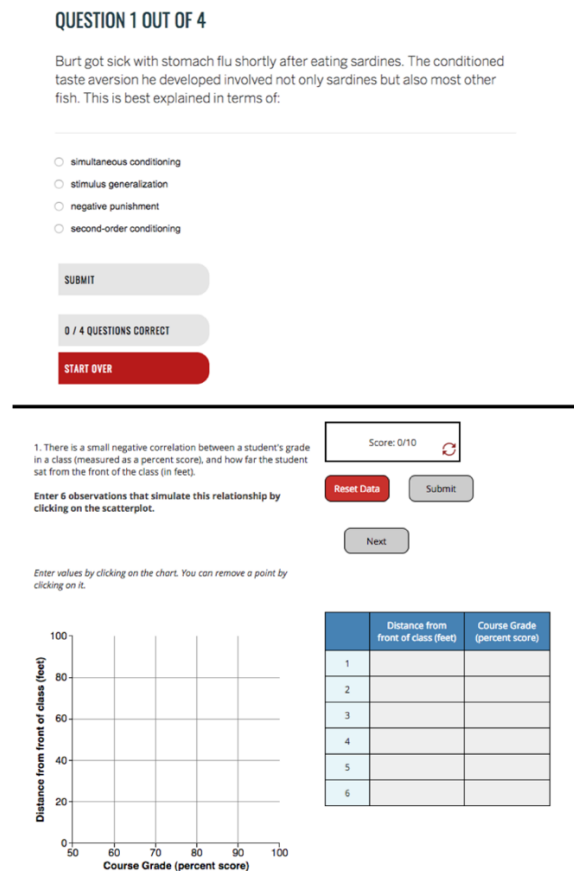 QUESTION 1 OUT OF 4
Burt got sick with stomach flu shortly after eating sardines. The conditioned
taste aversion he developed involved not only sardines but also most other
fish. This is best explained in terms of:
simultaneous conditioning
stimulus generalization
negative punishment
second-order conditioning
SUBMIT
0 / 4 QUESTIONS CORRECT
START OVER
1. There is a small negative correlation between a student's grade
in a class (measured as a percent score), and how far the student
sat from the front of the class (in feet).
Enter 6 observations that simulate this relationship by
clicking on the scatterplot.
Score: 0/10
Reset Data
Submit
Next
Enter values by clicking on the chart. You can remove a point by
clicking on it.
Distance from front of class (feet)
100
80
60
40
20
0
50 60 70 80 90 100
Course Grade (percent score)
Distance from Course Grade
front of class (feet) (percent score)
1
2
3
4
5
6